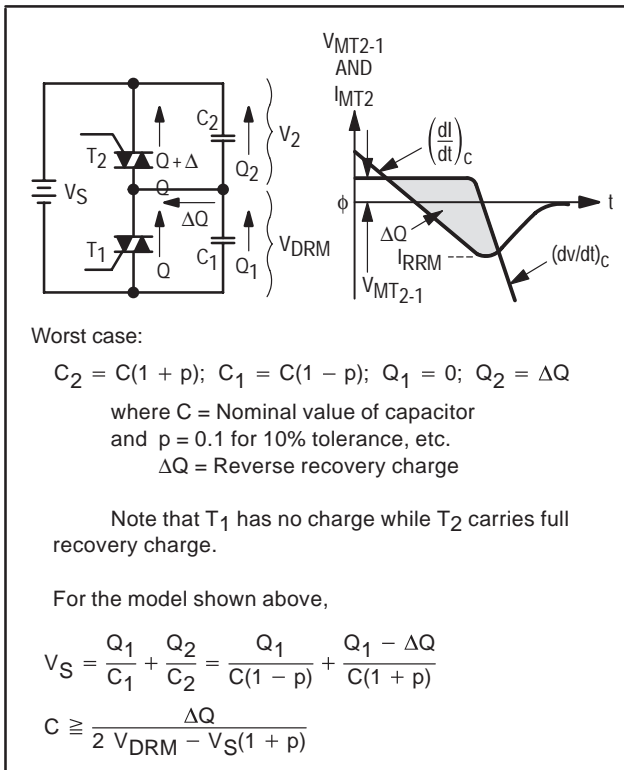 V_MT2-1
AND
I_MT2
(dI/dt)_c
T_2
Q + Δ
Q
C_2
Q_2
V_2
V_S
ΔQ
T_1
Q
C_1
Q_1
V_DRM
ϕ
t
ΔQ
I_RRM
V_MT2-1
(dv/dt)_c
Worst case:
C_2 = C(1 + p); C_1 = C(1 − p); Q_1 = 0; Q_2 = ΔQ
where C = Nominal value of capacitor
and p = 0.1 for 10% tolerance, etc.
ΔQ = Reverse recovery charge
Note that T_1 has no charge while T_2 carries full
recovery charge.
For the model shown above,
V_S = Q_1/C_1 + Q_2/C_2 = Q_1/C(1 − p) + Q_1 − ΔQ/C(1 + p)
C ≧ ΔQ/2 V_DRM − V_S(1 + p)